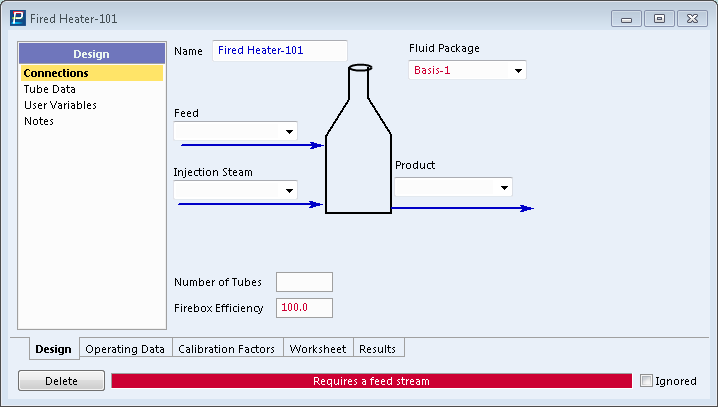 Fired Heater-101
Design
Connections
Tube Data
User Variables
Notes
Name Fired Heater-101
Fluid Package
Basis-1
Feed
Injection Steam
Product
Number of Tubes
Firebox Efficiency 100.0
Design Operating Data Calibration Factors Worksheet Results
Delete Requires a feed stream Ignored